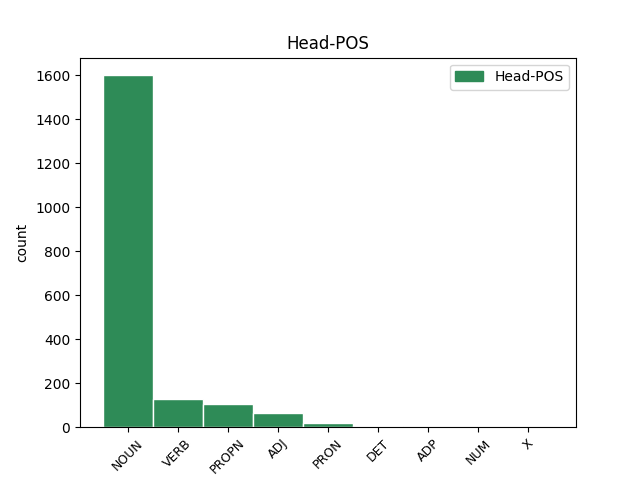 Head-POS
Head-POS
1600
1400
1200
1000
800
600
400
200
0
count
NOUN
VERB
PROPN
ADJ
PRON
DET
ADP
NUM
X